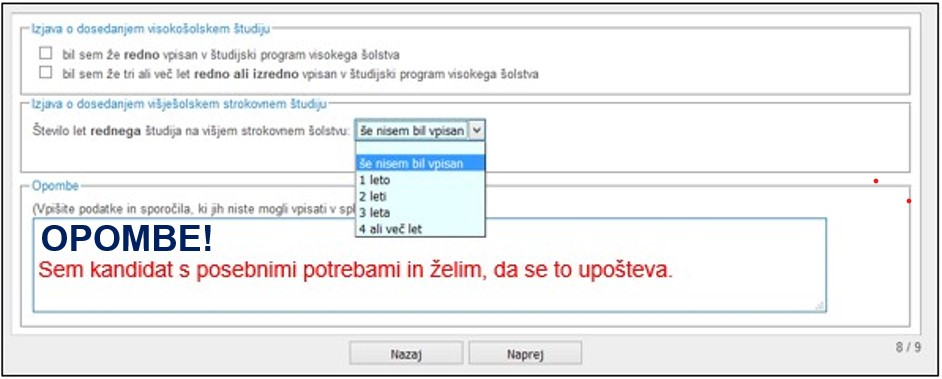 Izjava o dosedanjem visokošolskem študiju
bil sem že redno vpisan v študijski program visokega šolstva
bil sem že tri ali več let redno ali izredno vpisan v študijski program visokega šolstva
Izjava o dosedanjem višješolskem strokovnem študiju
Število let rednega študija na višjem strokovnem šolstvu: še nisem bil vpisan
še nisem bil vpisan
1 leto
2 leti
3 leta
4 ali več let
Opombe
(Vpišite podatke in sporočila, ki jih niste mogli vpisati v
OPOMBE!
Sem kandidat s posebnimi potrebami in želim, da se to upošteva.
8 / 9
Nazaj Naprej